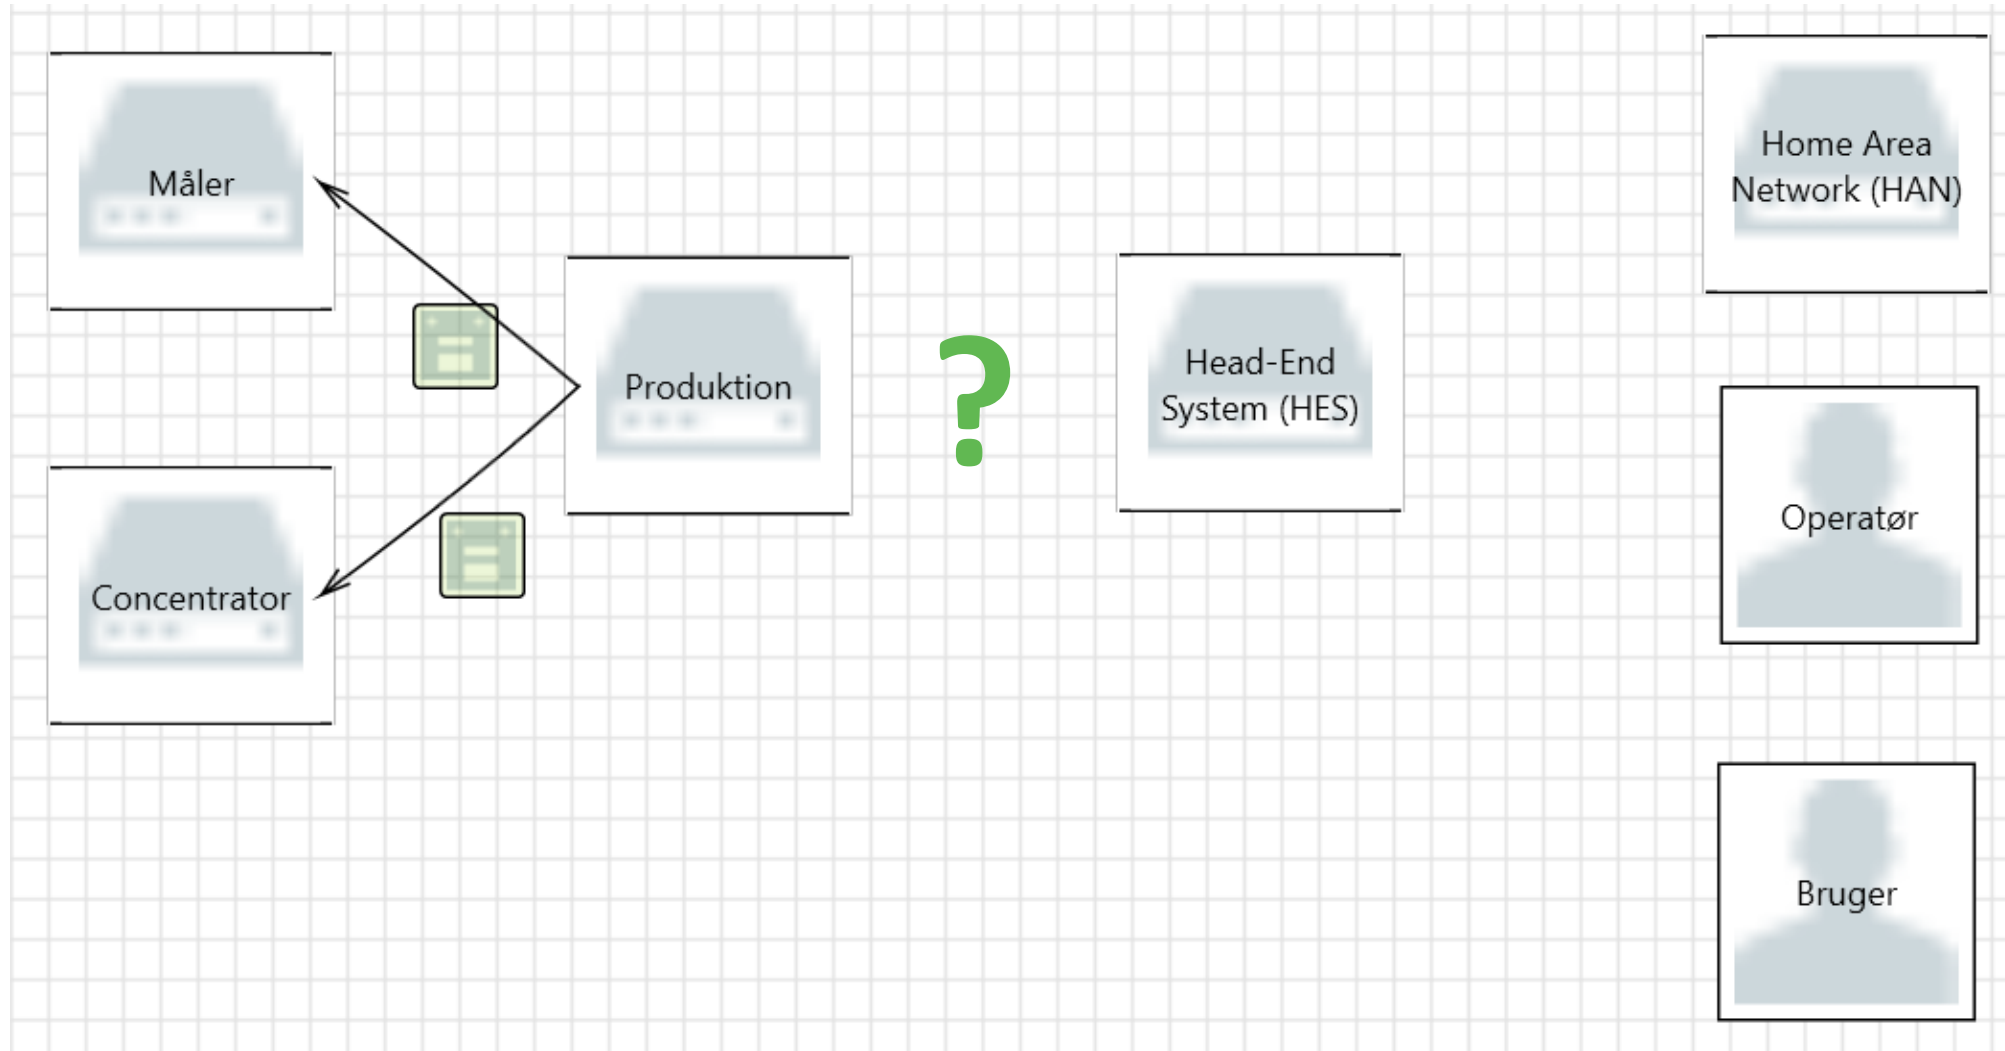 Måler
Concentrator
Produktion
?
Head-End
System (HES)
Home Area
Network (HAN)
Operatør
Bruger